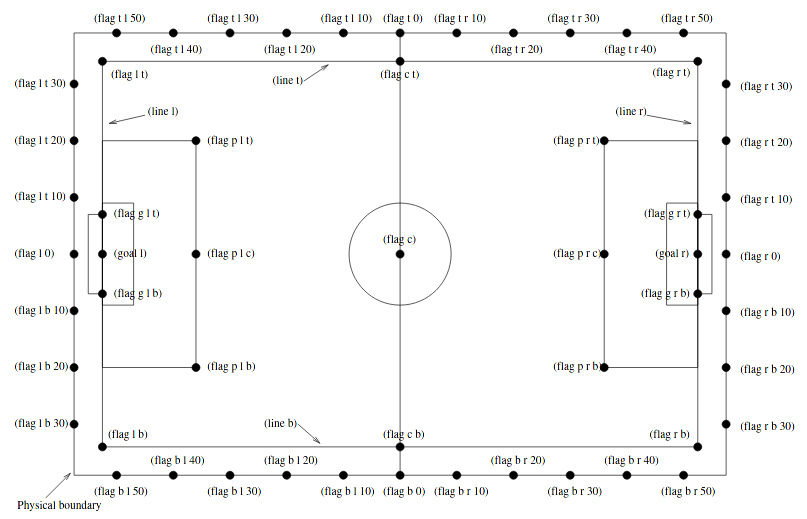 (flag t l 50) (flag t l 30) (flag t l 10) (flag t 0) (flag t r 10) (flag t r 30) (flag t r 50)
(flag t l 40) (flag t l 20) (flag t r 20) (flag t r 40)
(flag l t) (line t) (flag c t) (flag r t)
(flag l t 30) (flag r t 30)
(line l) (line r)
(flag l t 20) (flag p l t) (flag p r t) (flag r t 20)
(flag l t 10) (flag r t 10)
(flag g l t) (flag g r t)
(flag c)
(flag l 0) (goal l) (flag p l c) (flag p r c) (goal r) (flag r 0)
(flag g l b) (flag g r b)
(flag l b 10) (flag r b 10)
(flag l b 20) (flag p l b) (flag p r b) (flag r b 20)
(flag l b 30) (line b) (flag r b 30)
(flag l b) (flag c b) (flag r b)
(flag b l 40) (flag b l 20) (flag b r 20) (flag b r 40)
(flag b l 50) (flag b l 30) (flag b l 10) (flag b 0) (flag b r 10) (flag b r 30) (flag b r 50)
Physical boundary